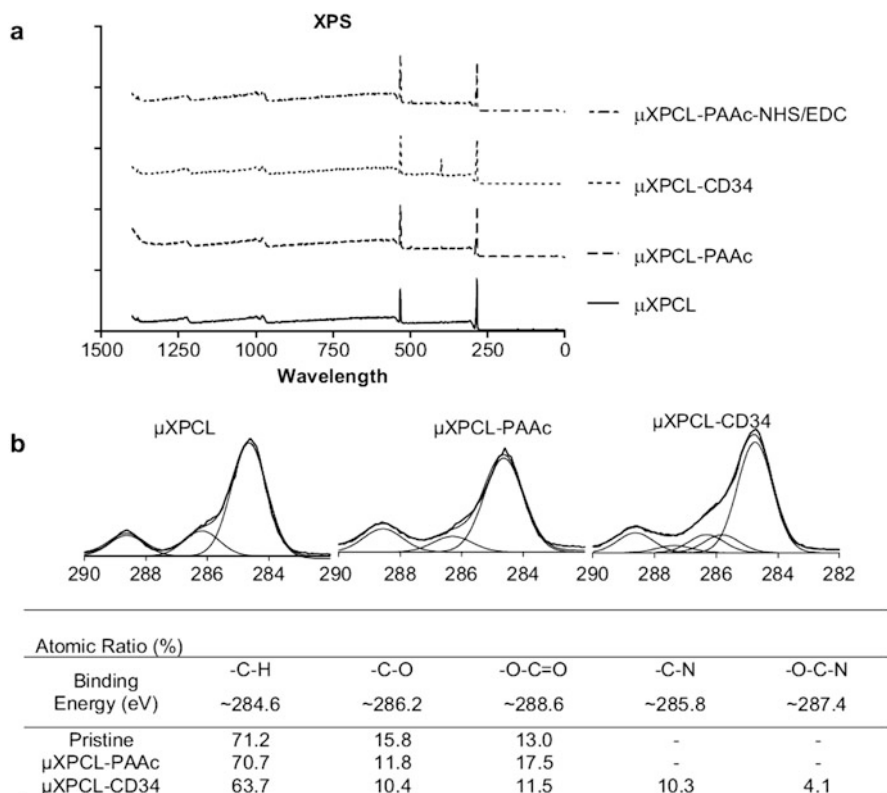 a
XPS
μXPCL-PAAc-NHS/EDC
μXPCL-CD34
μXPCL-PAAc
μXPCL
1500 1250 1000 750 500 250 0
Wavelength
b
μXPCL μXPCL-PAAc μXPCL-CD34
290 288 286 284 290 288 286 284 290 288 286 284 282
Atomic Ratio (%)
Binding Energy (eV) -C-H -C-O -O-C=O -C-N -O-C-N
~284.6 ~286.2 ~288.6 ~285.8 ~287.4
Pristine 71.2 15.8 13.0 - -
μXPCL-PAAc 70.7 11.8 17.5 - -
μXPCL-CD34 63.7 10.4 11.5 10.3 4.1